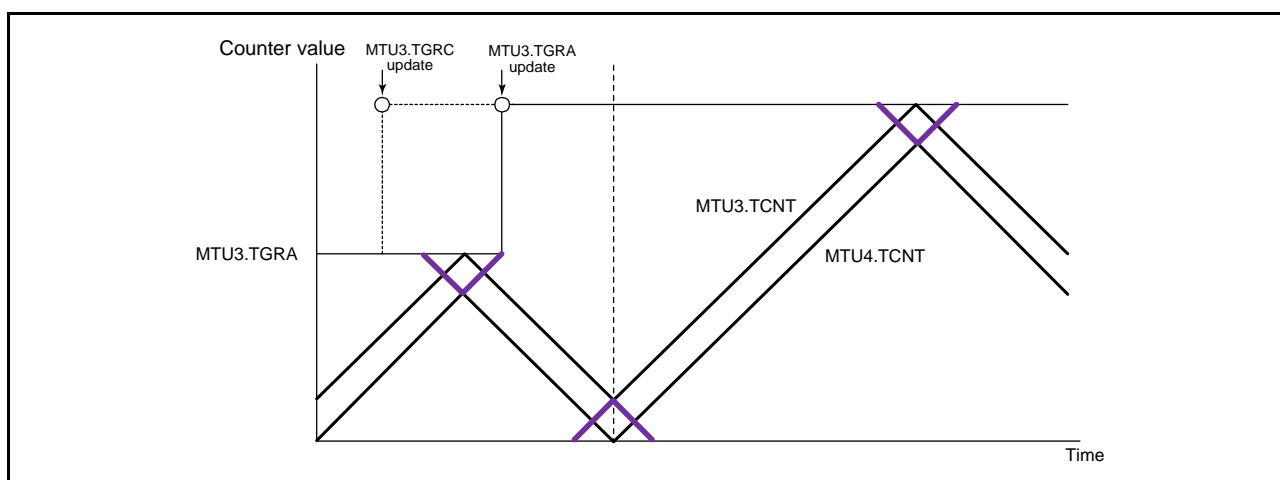 Counter value
MTU3.TGRC
update
MTU3.TGRA
update
MTU3.TCNT
MTU3.TGRA
MTU4.TCNT
Time